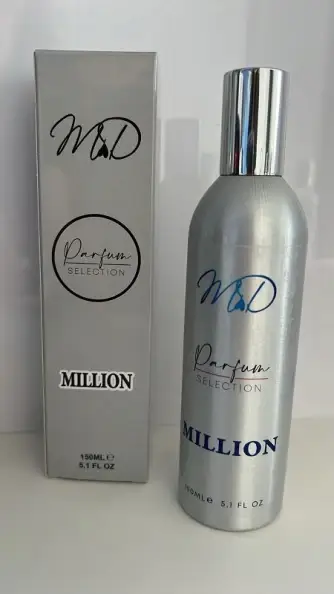 M&D
Parfum
SELECTION
MILLION
150ML ℮
5.1 FL OZ
M&D
Parfum
SELECTION
MILLION
150ML ℮ 5,1 FL OZ